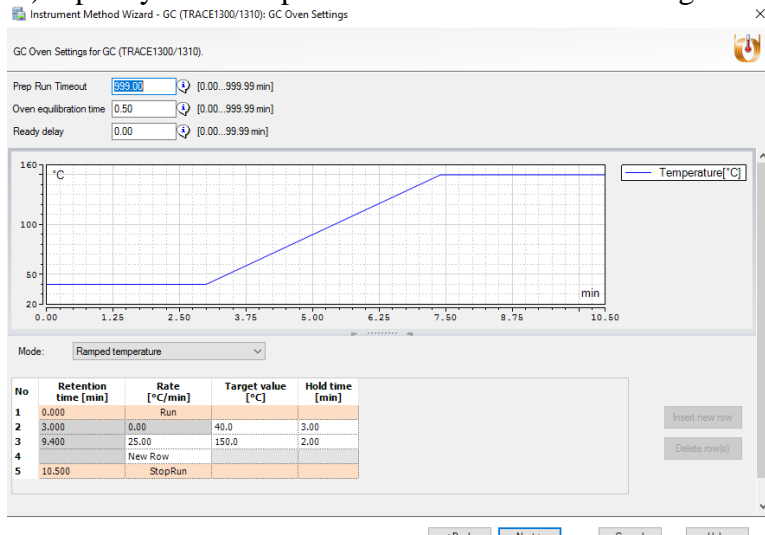 Instrument Method Wizard - GC (TRACE1300/1310): GC Oven Settings
GC Oven Settings for GC (TRACE1300/1310).
Prep Run Timeout 999.00 [0.00...999.99 min]
Oven equilibration time 0.50 [0.00...999.99 min]
Ready delay 0.00 [0.00...99.99 min]
160 °C
Temperature[°C]
100
50
min
20
0.00 1.25 2.50 3.75 5.00 6.25 7.50 8.75 10.50
Mode: Ramped temperature
No Retention time [min] Rate [°C/min] Target value [°C] Hold time [min]
1 0.000 Run
2 3.000 0.00 40.0 3.00
Insert new row
3 9.400 25.00 150.0 2.00
4 New Row
Delete row(s)
5 10.500 StopRun